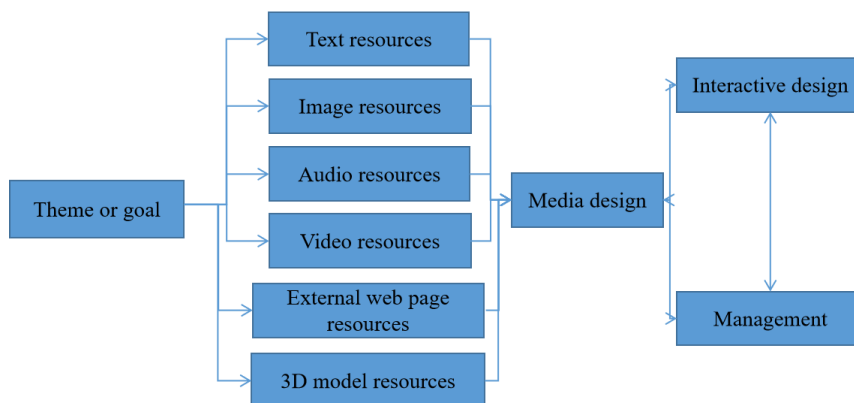 Text resources
Image resources
Audio resources
Video resources
External web page
resources
3D model resources
Theme or goal
Media design
Interactive design
Management